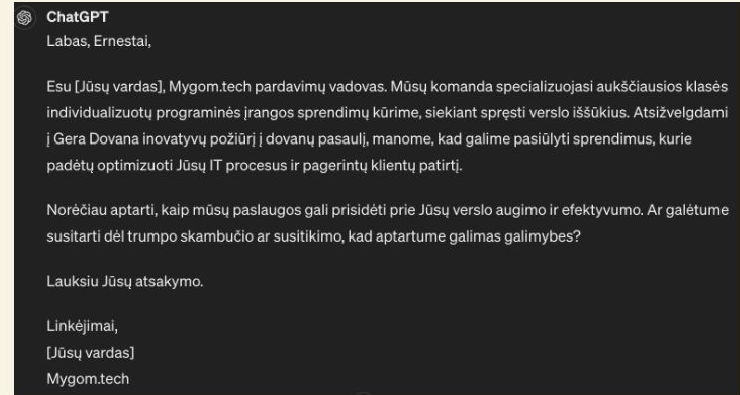 ChatGPT
Labas, Ernestai,
Esu [Jūsų vardas], Mygom.tech pardavimų vadovas. Mūsų komanda specializuojasi aukščiausios klasės
individualizuotų programinės įrangos sprendimų kūrime, siekiant spręsti verslo iššūkius. Atsižvelgdami
į Gera Dovana inovatyvų požiūrį į dovanų pasaulį, manome, kad galime pasiūlyti sprendimus, kurie
padėtų optimizuoti Jūsų IT procesus ir pagerintų klientų patirtį.
Norėčiau aptarti, kaip mūsų paslaugos gali prisidėti prie Jūsų verslo augimo ir efektyvumo. Ar galėtume
susitarti dėl trumpo skambučio ar susitikimo, kad aptartume galimas galimybes?
Lauksiu Jūsų atsakymo.
Linkėjimai,
[Jūsų vardas]
Mygom.tech